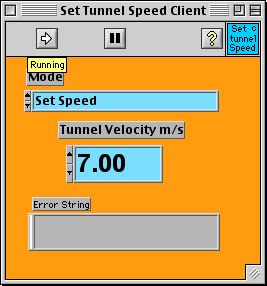 Set Tunnel Speed Client
?
Set c
tunnel
Speed
Running
Mode
Set Speed
Tunnel Velocity m/s
7.00
Error String